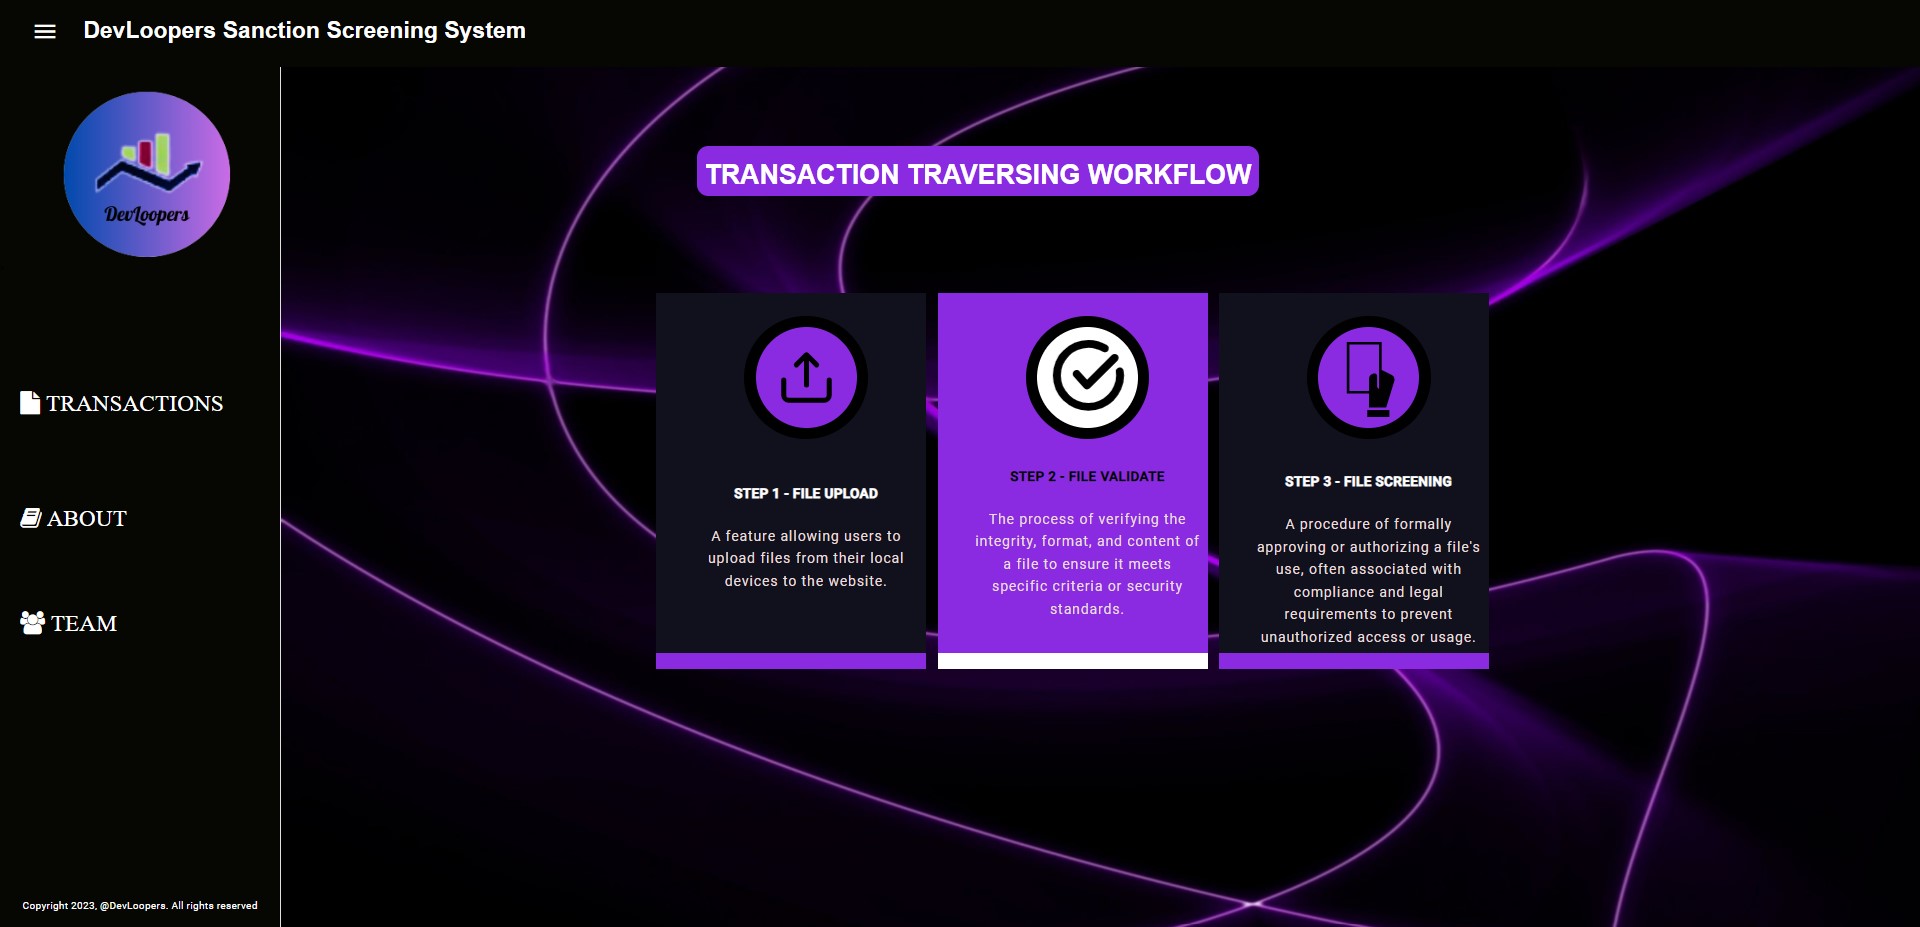 DevLoopers Sanction Screening System
DevLoopers
TRANSACTIONS
ABOUT
TEAM
Copyright 2023, @DevLoopers. All rights reserved
TRANSACTION TRAVERSING WORKFLOW
STEP 1 - FILE UPLOAD
A feature allowing users to
upload files from their local
devices to the website.
STEP 2 - FILE VALIDATE
The process of verifying the
integrity, format, and content of
a file to ensure it meets
specific criteria or security
standards.
STEP 3 - FILE SCREENING
A procedure of formally
approving or authorizing a file's
use, often associated with
compliance and legal
requirements to prevent
unauthorized access or usage.